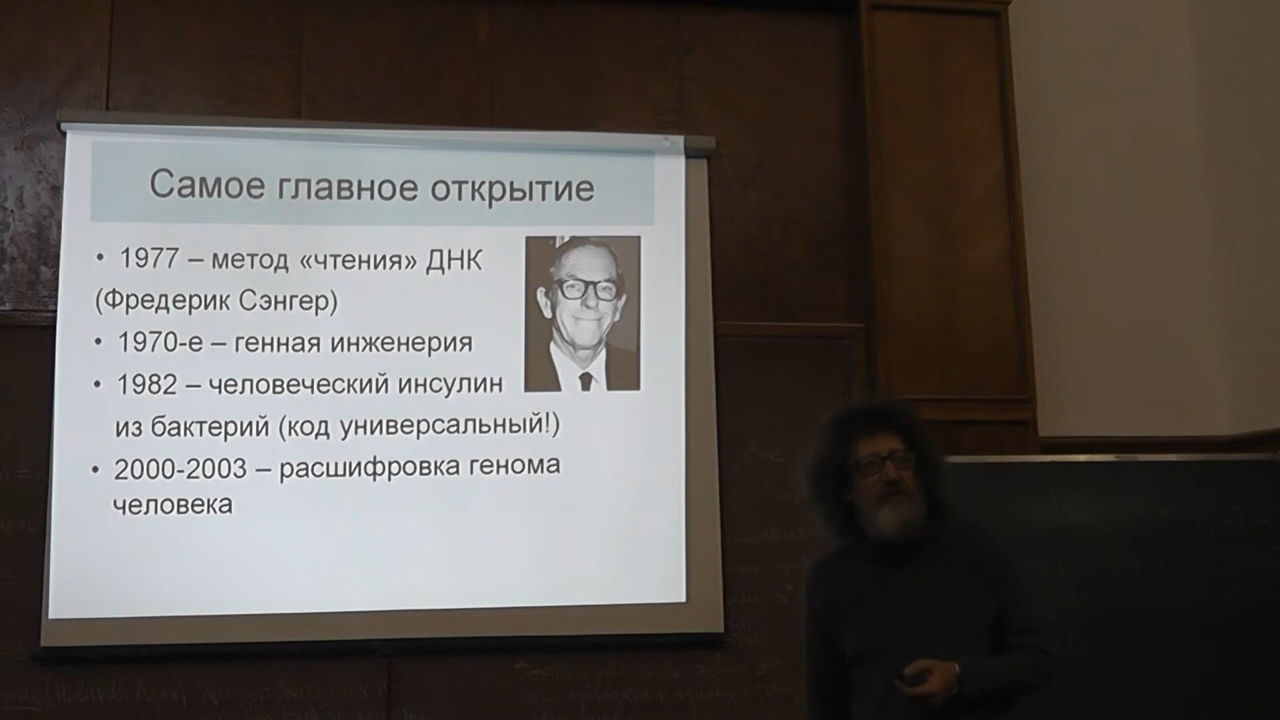 Самое главное открытие
• 1977 – метод «чтения» ДНК
(Фредерик Сэнгер)
• 1970-е – генная инженерия
• 1982 – человеческий инсулин
из бактерий (код универсальный!)
• 2000-2003 – расшифровка генома
человека